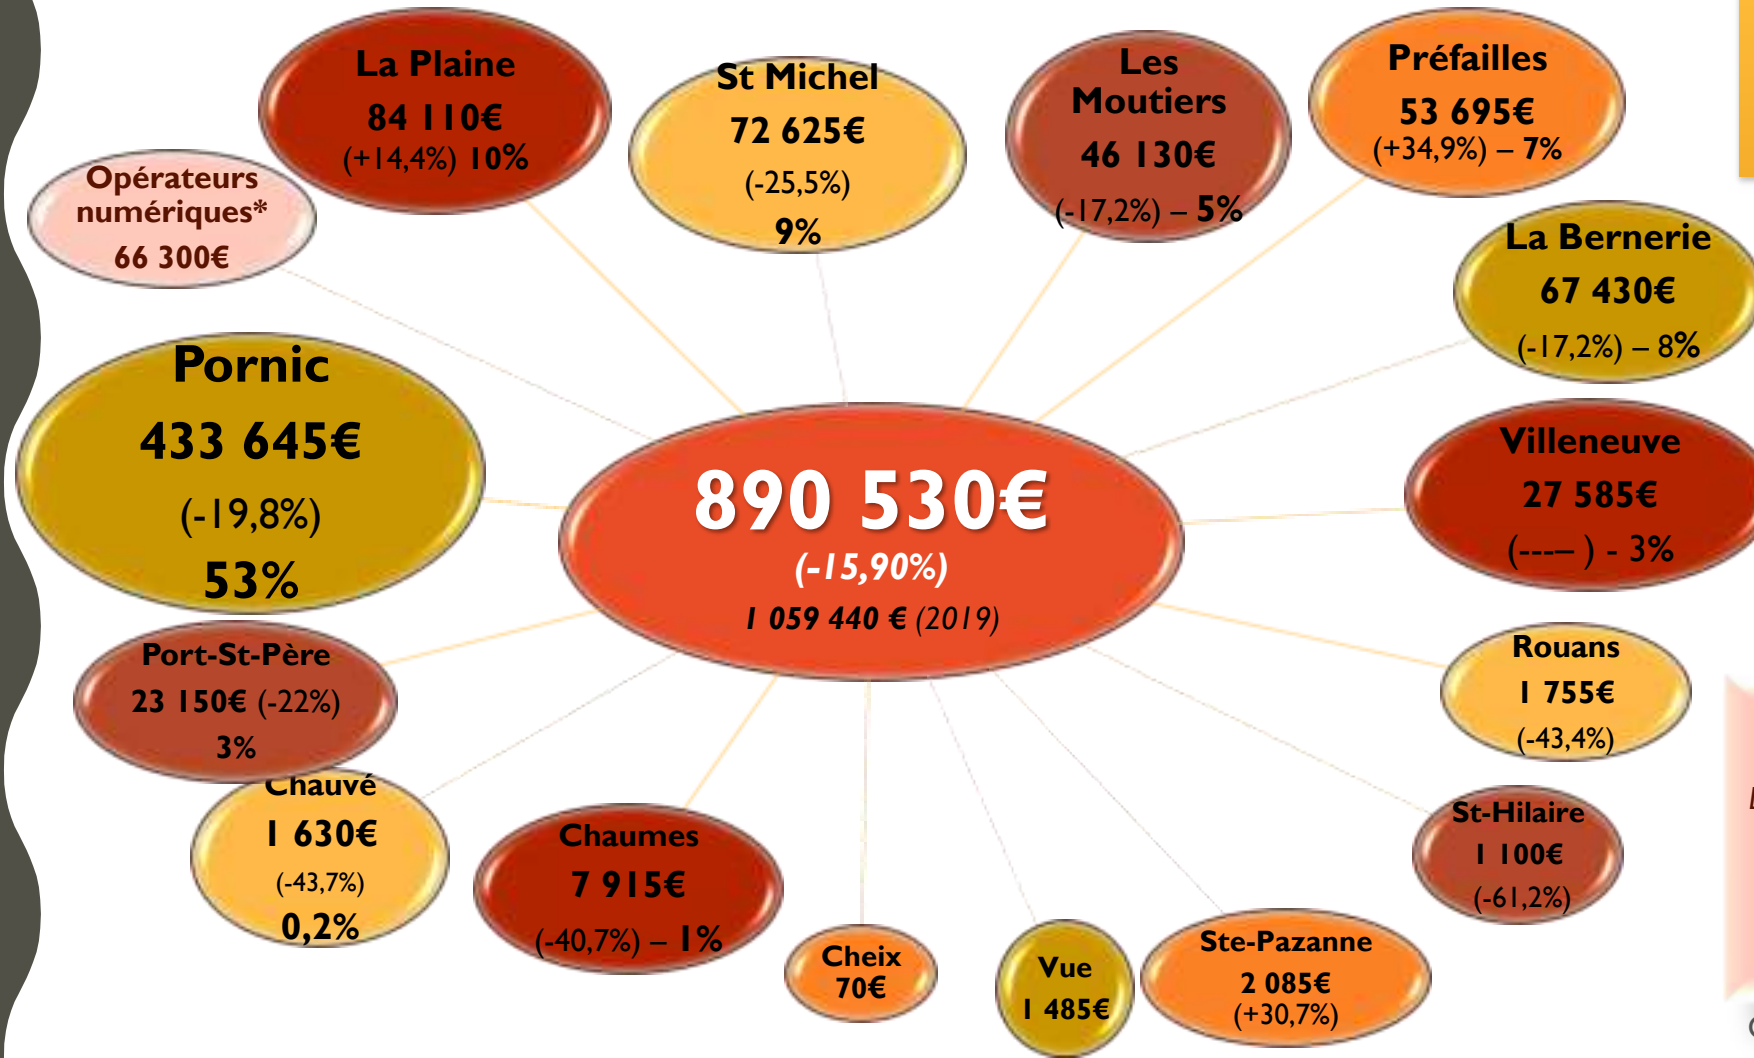 La Plaine
84 110€
(+14,4%) 10%
St Michel
72 625€
(-25,5%)
9%
Les
Moutiers
46 130€
(-17,2%) – 5%
Préfailles
53 695€
(+34,9%) – 7%
Opérateurs
numériques*
66 300€
La Bernerie
67 430€
(-17,2%) – 8%
Pornic
433 645€
(-19,8%)
53%
890 530€
(-15,90%)
1 059 440 € (2019)
Villeneuve
27 585€
(---– ) - 3%
Port-St-Père
23 150€ (-22%)
3%
Rouans
1 755€
(-43,4%)
Chauvé
1 630€
(-43,7%)
0,2%
Chaumes
7 915€
(-40,7%) – 1%
Cheix
70€
Vue
1 485€
Ste-Pazanne
2 085€
(+30,7%)
St-Hilaire
1 100€
(-61,2%)